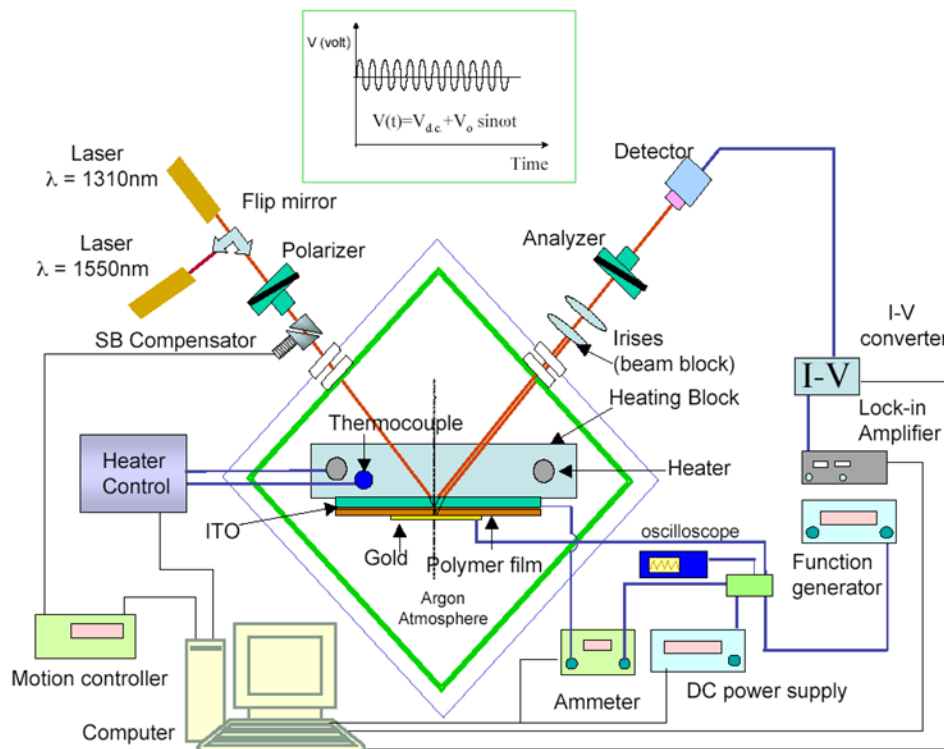 V (volt)
V(t)=V_{d.c.}+V_o sinωt
Time
Laser
λ = 1310nm
Flip mirror
Laser
λ = 1550nm
Polarizer
SB Compensator
Detector
Analyzer
Irises
(beam block)
I-V
converter
I-V
Heating Block
Lock-in
Amplifier
Thermocouple
Heater
Control
Heater
ITO
Gold
Polymer film
oscilloscope
Function
generator
Argon
Atmosphere
Motion controller
Computer
Ammeter
DC power supply